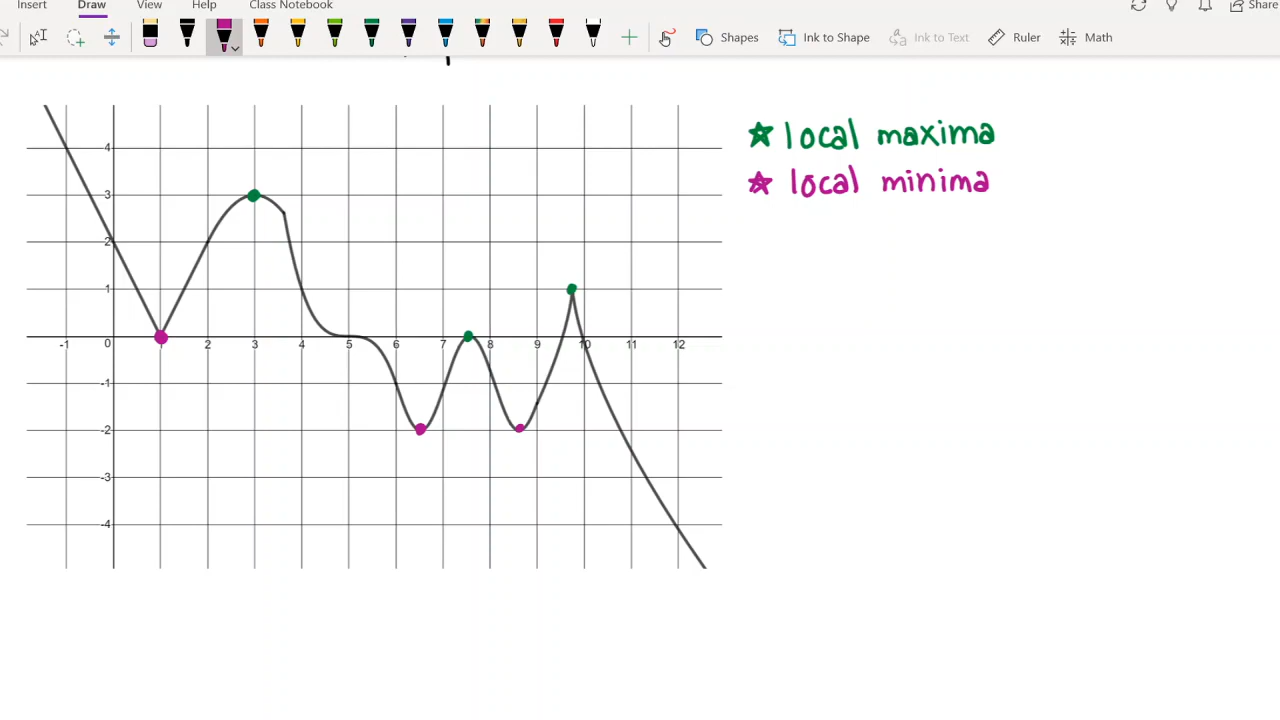 Insert Draw View Help Class Notebook Share
Shapes Ink to Shape Ink to Text Ruler Math
★ local maxima
★ local minima
4
3
2
1
-1 0 1 2 3 4 5 6 7 8 9 10 11 12
-1
-2
-3
-4